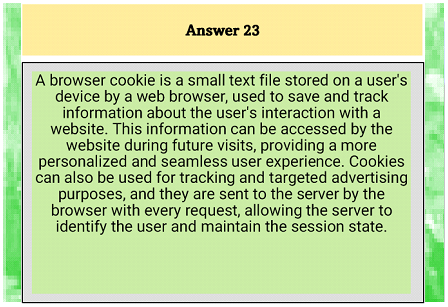 Answer 23
A browser cookie is a small text file stored on a user's
device by a web browser, used to save and track
information about the user's interaction with a
website. This information can be accessed by the
website during future visits, providing a more
personalized and seamless user experience. Cookies
can also be used for tracking and targeted advertising
purposes, and they are sent to the server by the
browser with every request, allowing the server to
identify the user and maintain the session state.